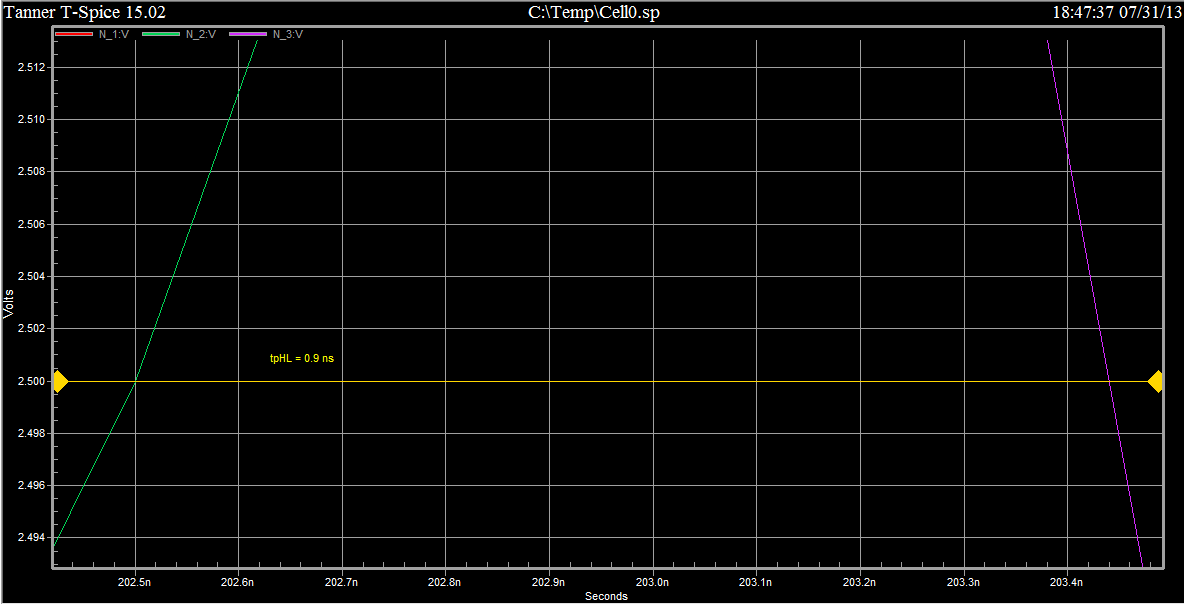 Tanner T-Spice 15.02 C:\Temp\Cell0.sp 18:47:37 07/31/13
N_1:V N_2:V N_3:V
2.512
2.510
2.508
2.506
2.504
2.502
2.500
2.498
2.496
2.494
Volts
tpHL = 0.9 ns
202.5n 202.6n 202.7n 202.8n 202.9n 203.0n 203.1n 203.2n 203.3n 203.4n
Seconds